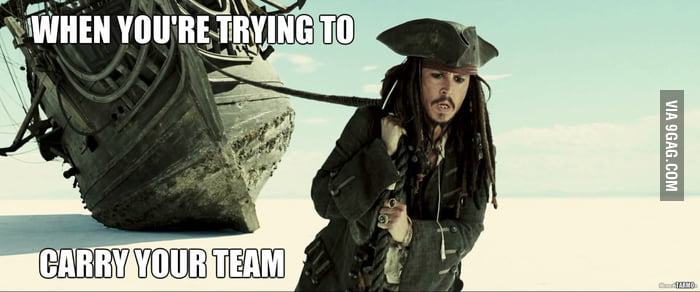 WHEN YOU'RE TRYING TO
CARRY YOUR TEAM
VIA 9GAG.COM